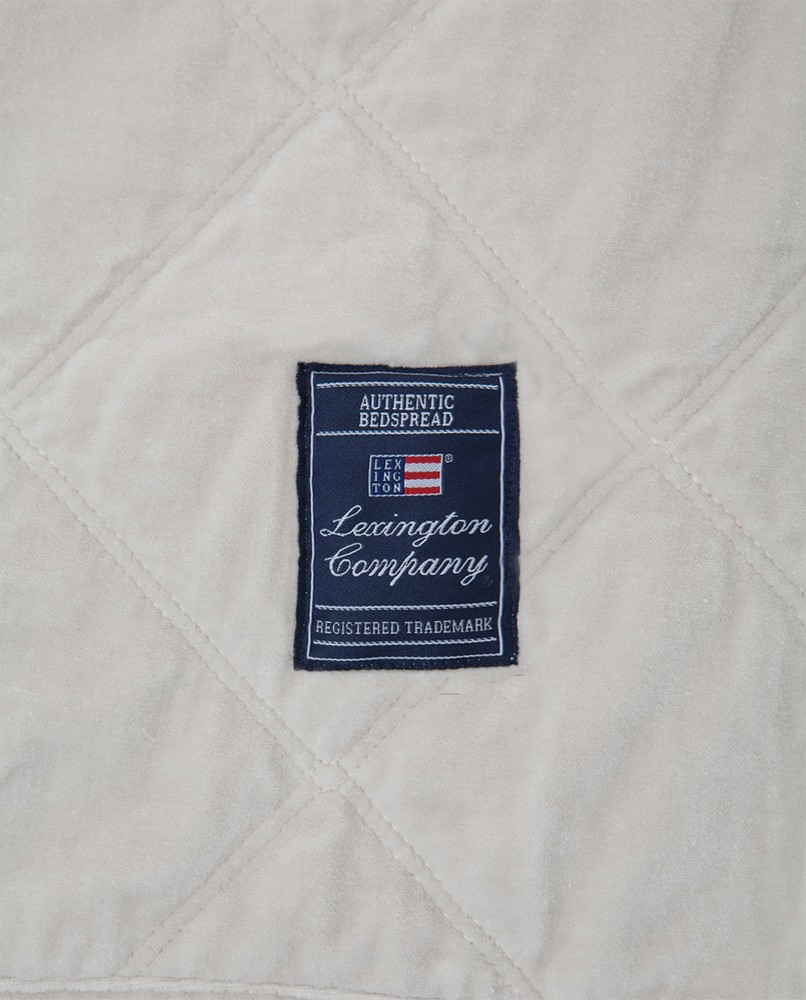 AUTHENTIC
BEDSPREAD
LEX
ING
TON
®
Lexington
Company
REGISTERED TRADEMARK